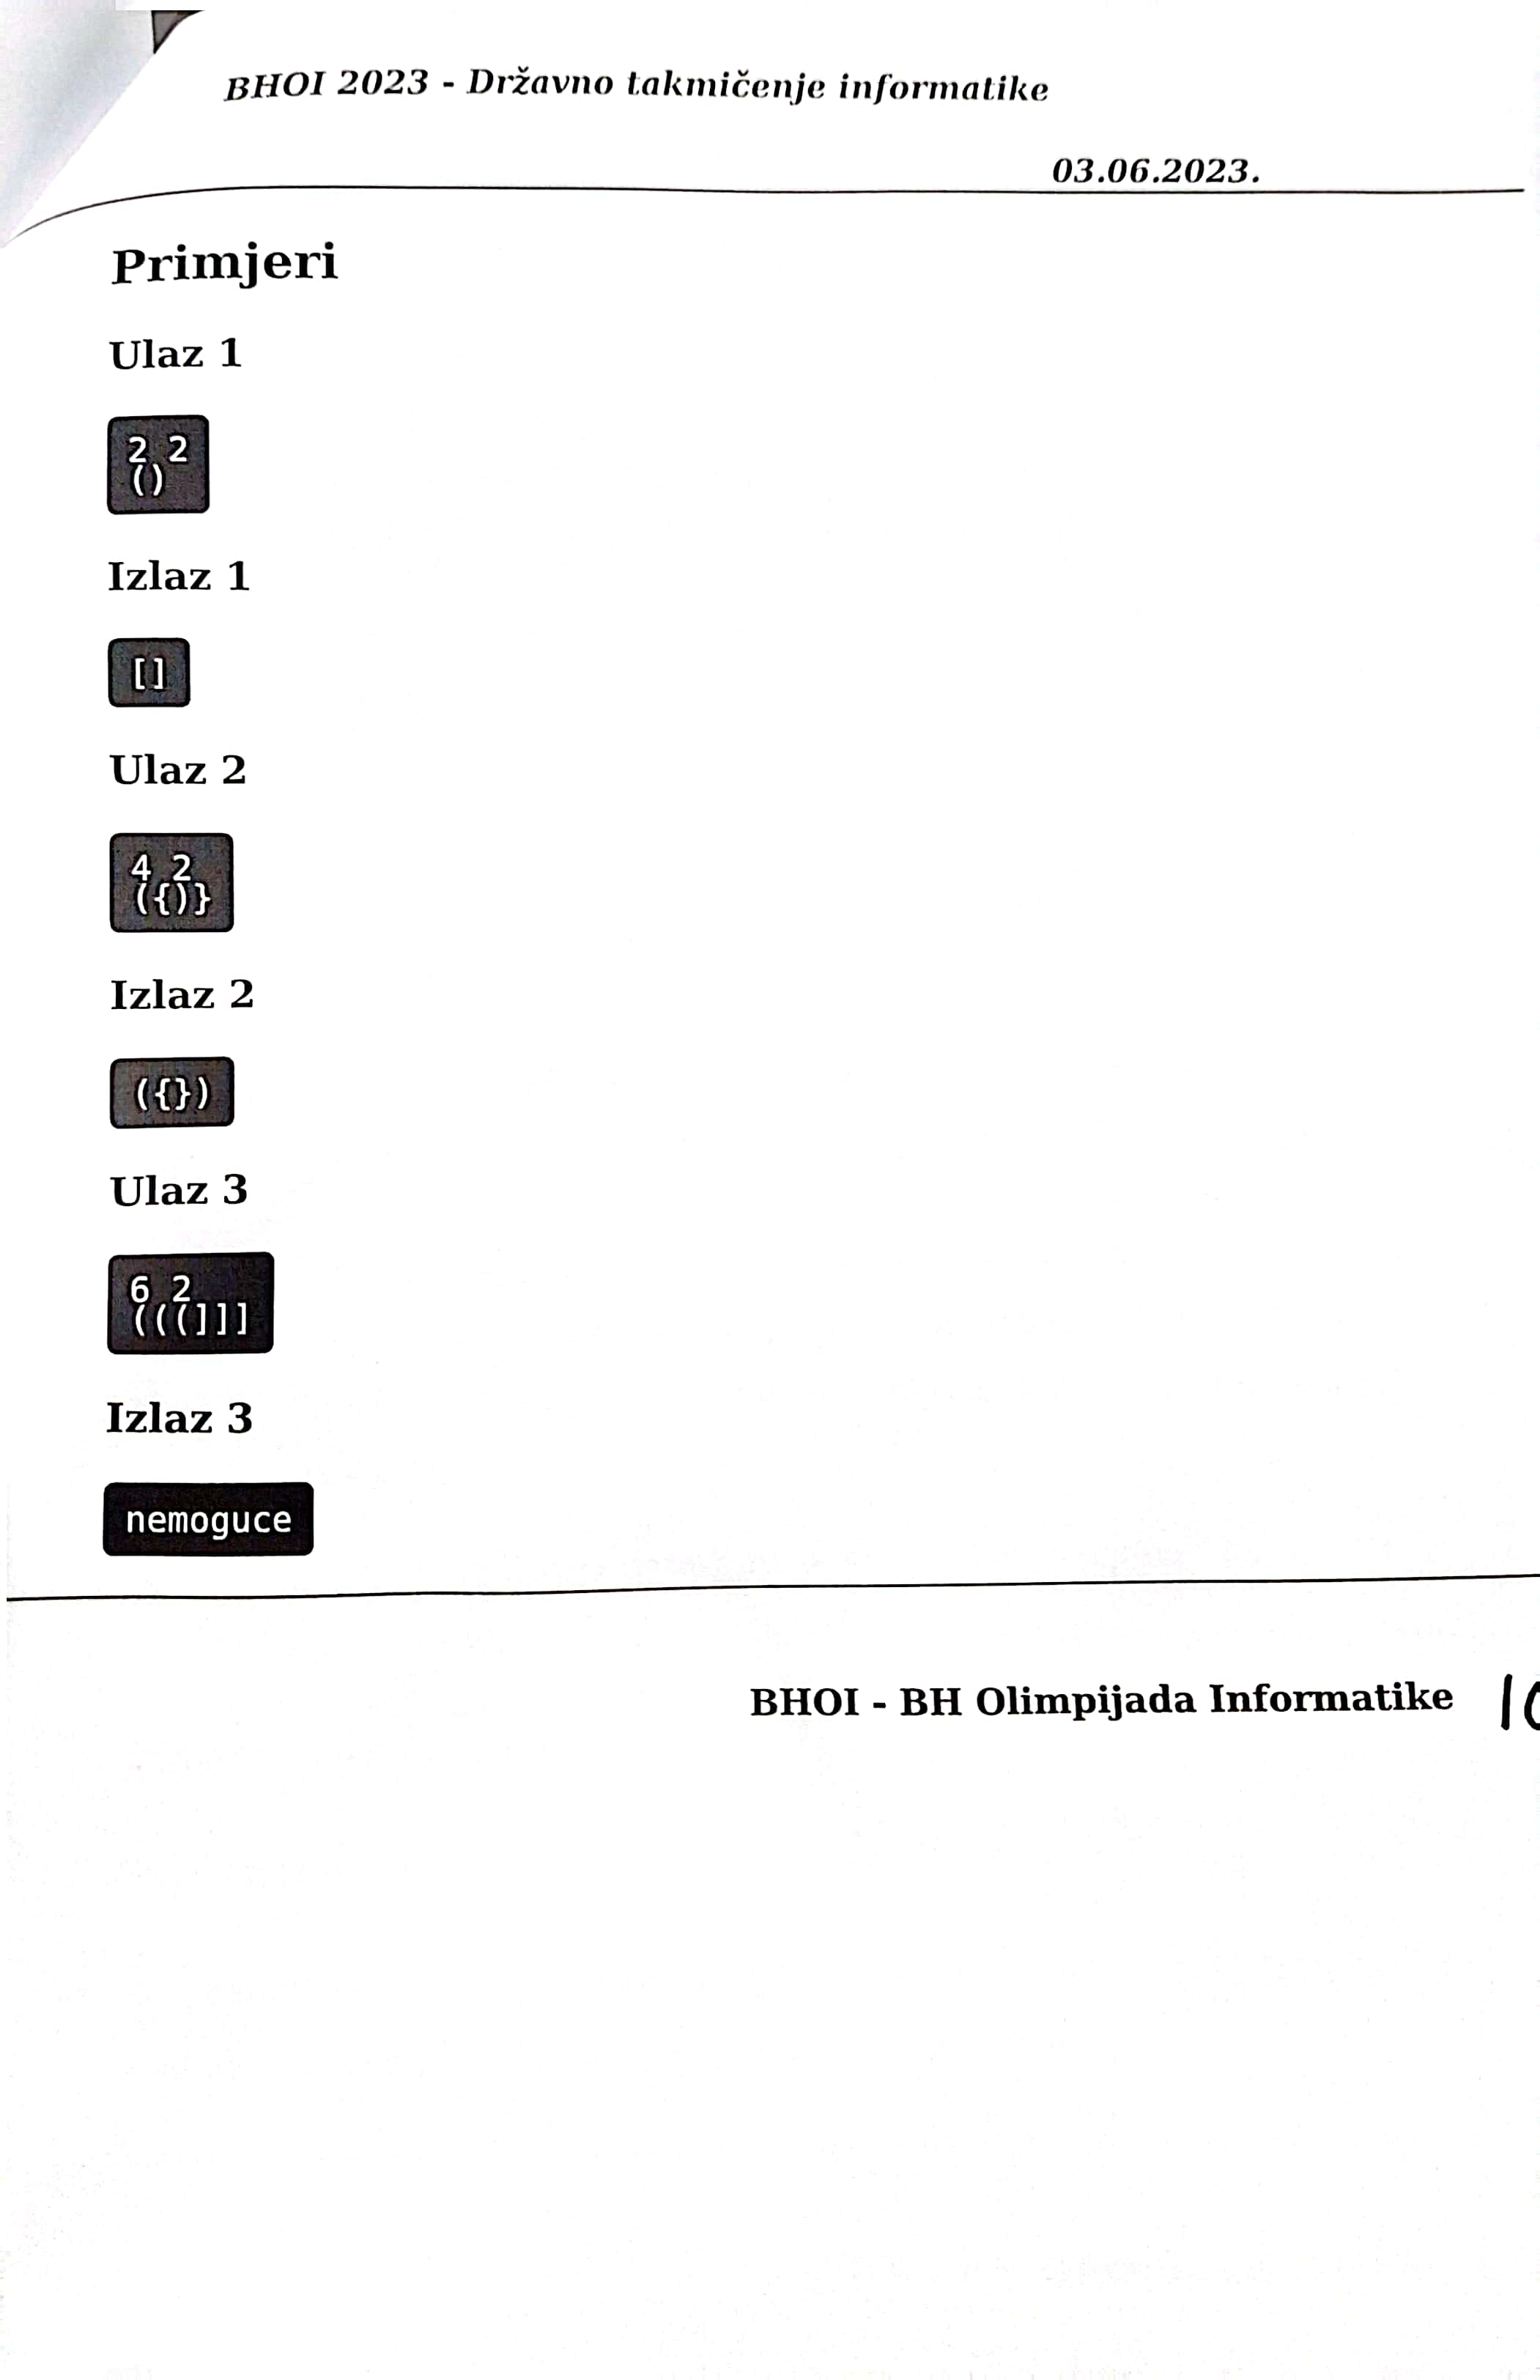 BHOI 2023 - Državno takmičenje informatike
03.06.2023.
Primjeri
Ulaz 1
2 2
()
Izlaz 1
[]
Ulaz 2
4 2
({)}
Izlaz 2
({})
Ulaz 3
6 2
(((]]]
Izlaz 3
nemoguce
BHOI - BH Olimpijada Informatike